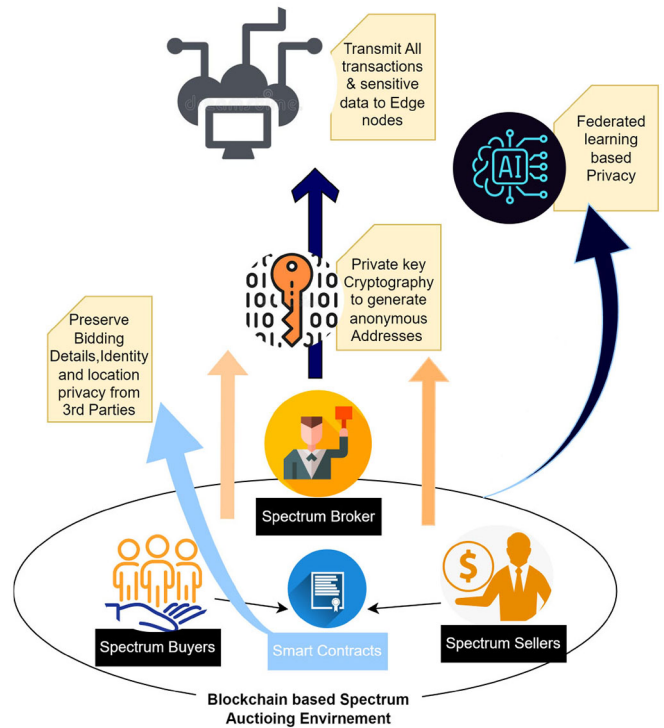 Transmit All
transactions
& sensitive
data to Edge
nodes
Federated
learning
based
Privacy
AI
Private key
Cryptography
to generate
anonymous
Addresses
Preserve
Bidding
Details,Identity
and location
privacy from
3rd Parties
Spectrum Broker
$
Spectrum Buyers
Smart Contracts
Spectrum Sellers
Blockchain based Spectrum
Auctioing Envirnement